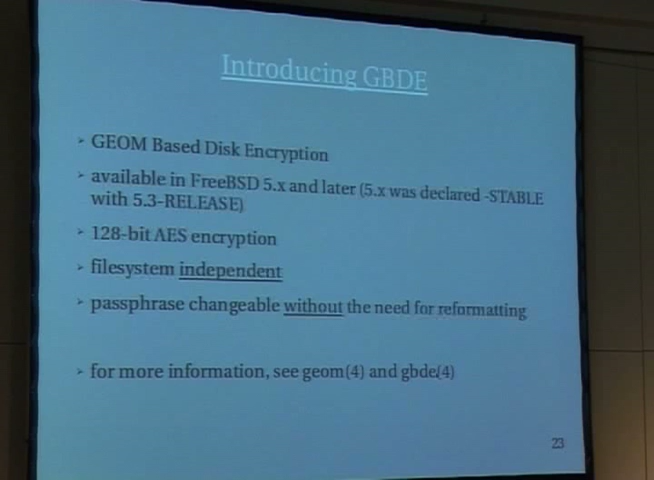 Introducing GBDE
➢ GEOM Based Disk Encryption
➢ available in FreeBSD 5.x and later (5.x was declared -STABLE
with 5.3-RELEASE)
➢ 128-bit AES encryption
➢ filesystem independent
➢ passphrase changeable without the need for reformatting
➢ for more information, see geom(4) and gbde(4)
23